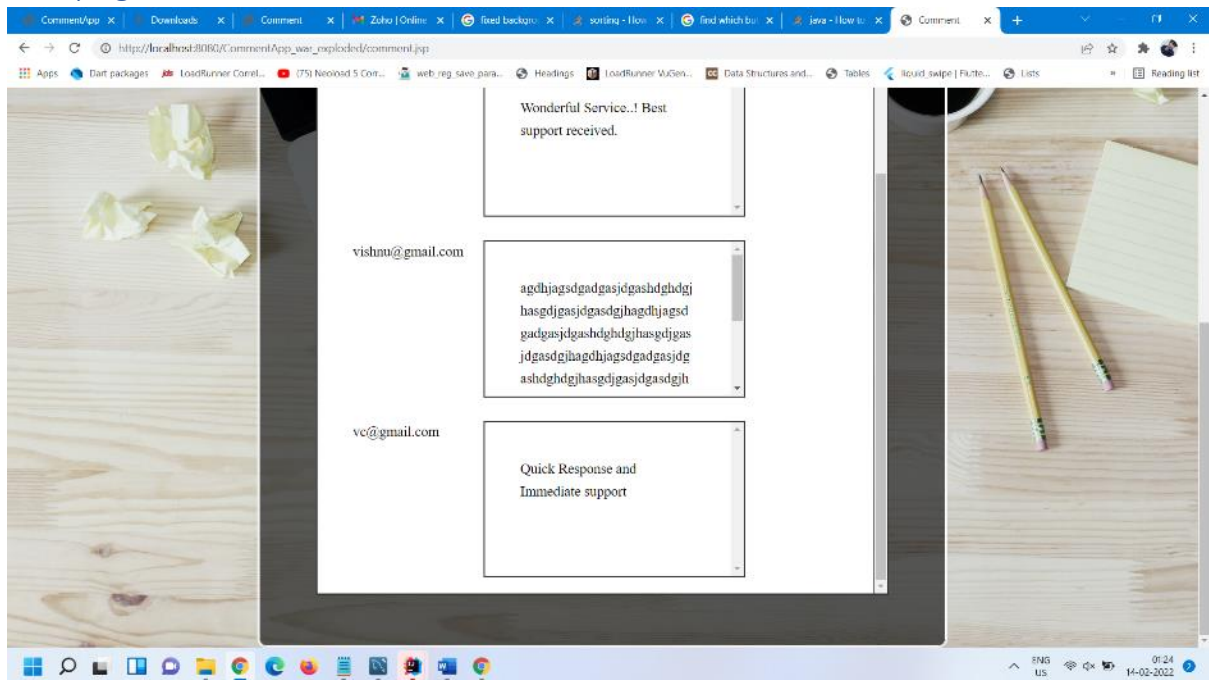 CommentApp
Downloads
Comment
Zoho | Online
fixed backgro
sorting - How
find which but
java - How to
Comment
http://localhost:8080/CommentApp_war_exploded/comment.jsp
Apps
Dart packages
LoadRunner Correl...
(75) Neoload 5 Corr...
web_reg_save_para...
Headings
LoadRunner VuGen...
Data Structures and...
Tables
liquid_swipe | Flutte...
Lists
»
Reading list
Wonderful Service..! Best
support received.
vishnu@gmail.com
agdhjagsdgadgasjdgashdghdgj
hasgdjgasjdgasdgjhagdhjagsd
gadgasjdgashdghdgjhasgdjgas
jdgasdgjhagdhjagsdgadgasjdg
ashdghdgjhasgdjgasjdgasdgjh
vc@gmail.com
Quick Response and
Immediate support
ENG
US
01:24
14-02-2022
2